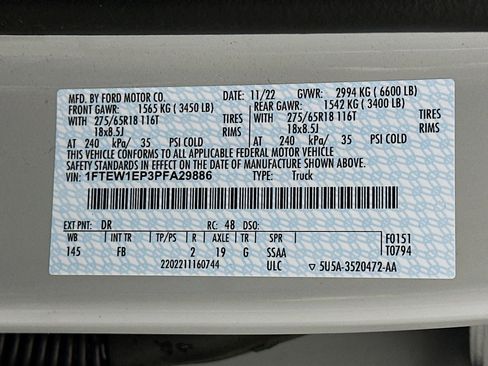 MFD. BY FORD MOTOR CO. DATE: 11/22 GVWR: 2994 KG ( 6600 LB)
FRONT GAWR: 1565 KG ( 3450 LB) REAR GAWR: 1542 KG ( 3400 LB)
WITH 275/65R18 116T TIRES WITH 275/65R18 116T TIRES
18x8.5J RIMS 18x8.5J RIMS
AT 240 kPa/ 35 PSI COLD AT 240 kPa/ 35 PSI COLD
THIS VEHICLE CONFORMS TO ALL APPLICABLE FEDERAL MOTOR VEHICLE
SAFETY STANDARDS IN EFFECT ON THE DATE OF MANUFACTURE SHOWN ABOVE.
VIN: 1FTEW1EP3PFA29886 TYPE: Truck
EXT PNT: DR RC: 48 DSO: F0151
WB INT TR TP/PS R AXLE TR SPR T0794
145 FB 2 19 G SSAA
2202211160744 ULC ▽ 5U5A-3520472-AA